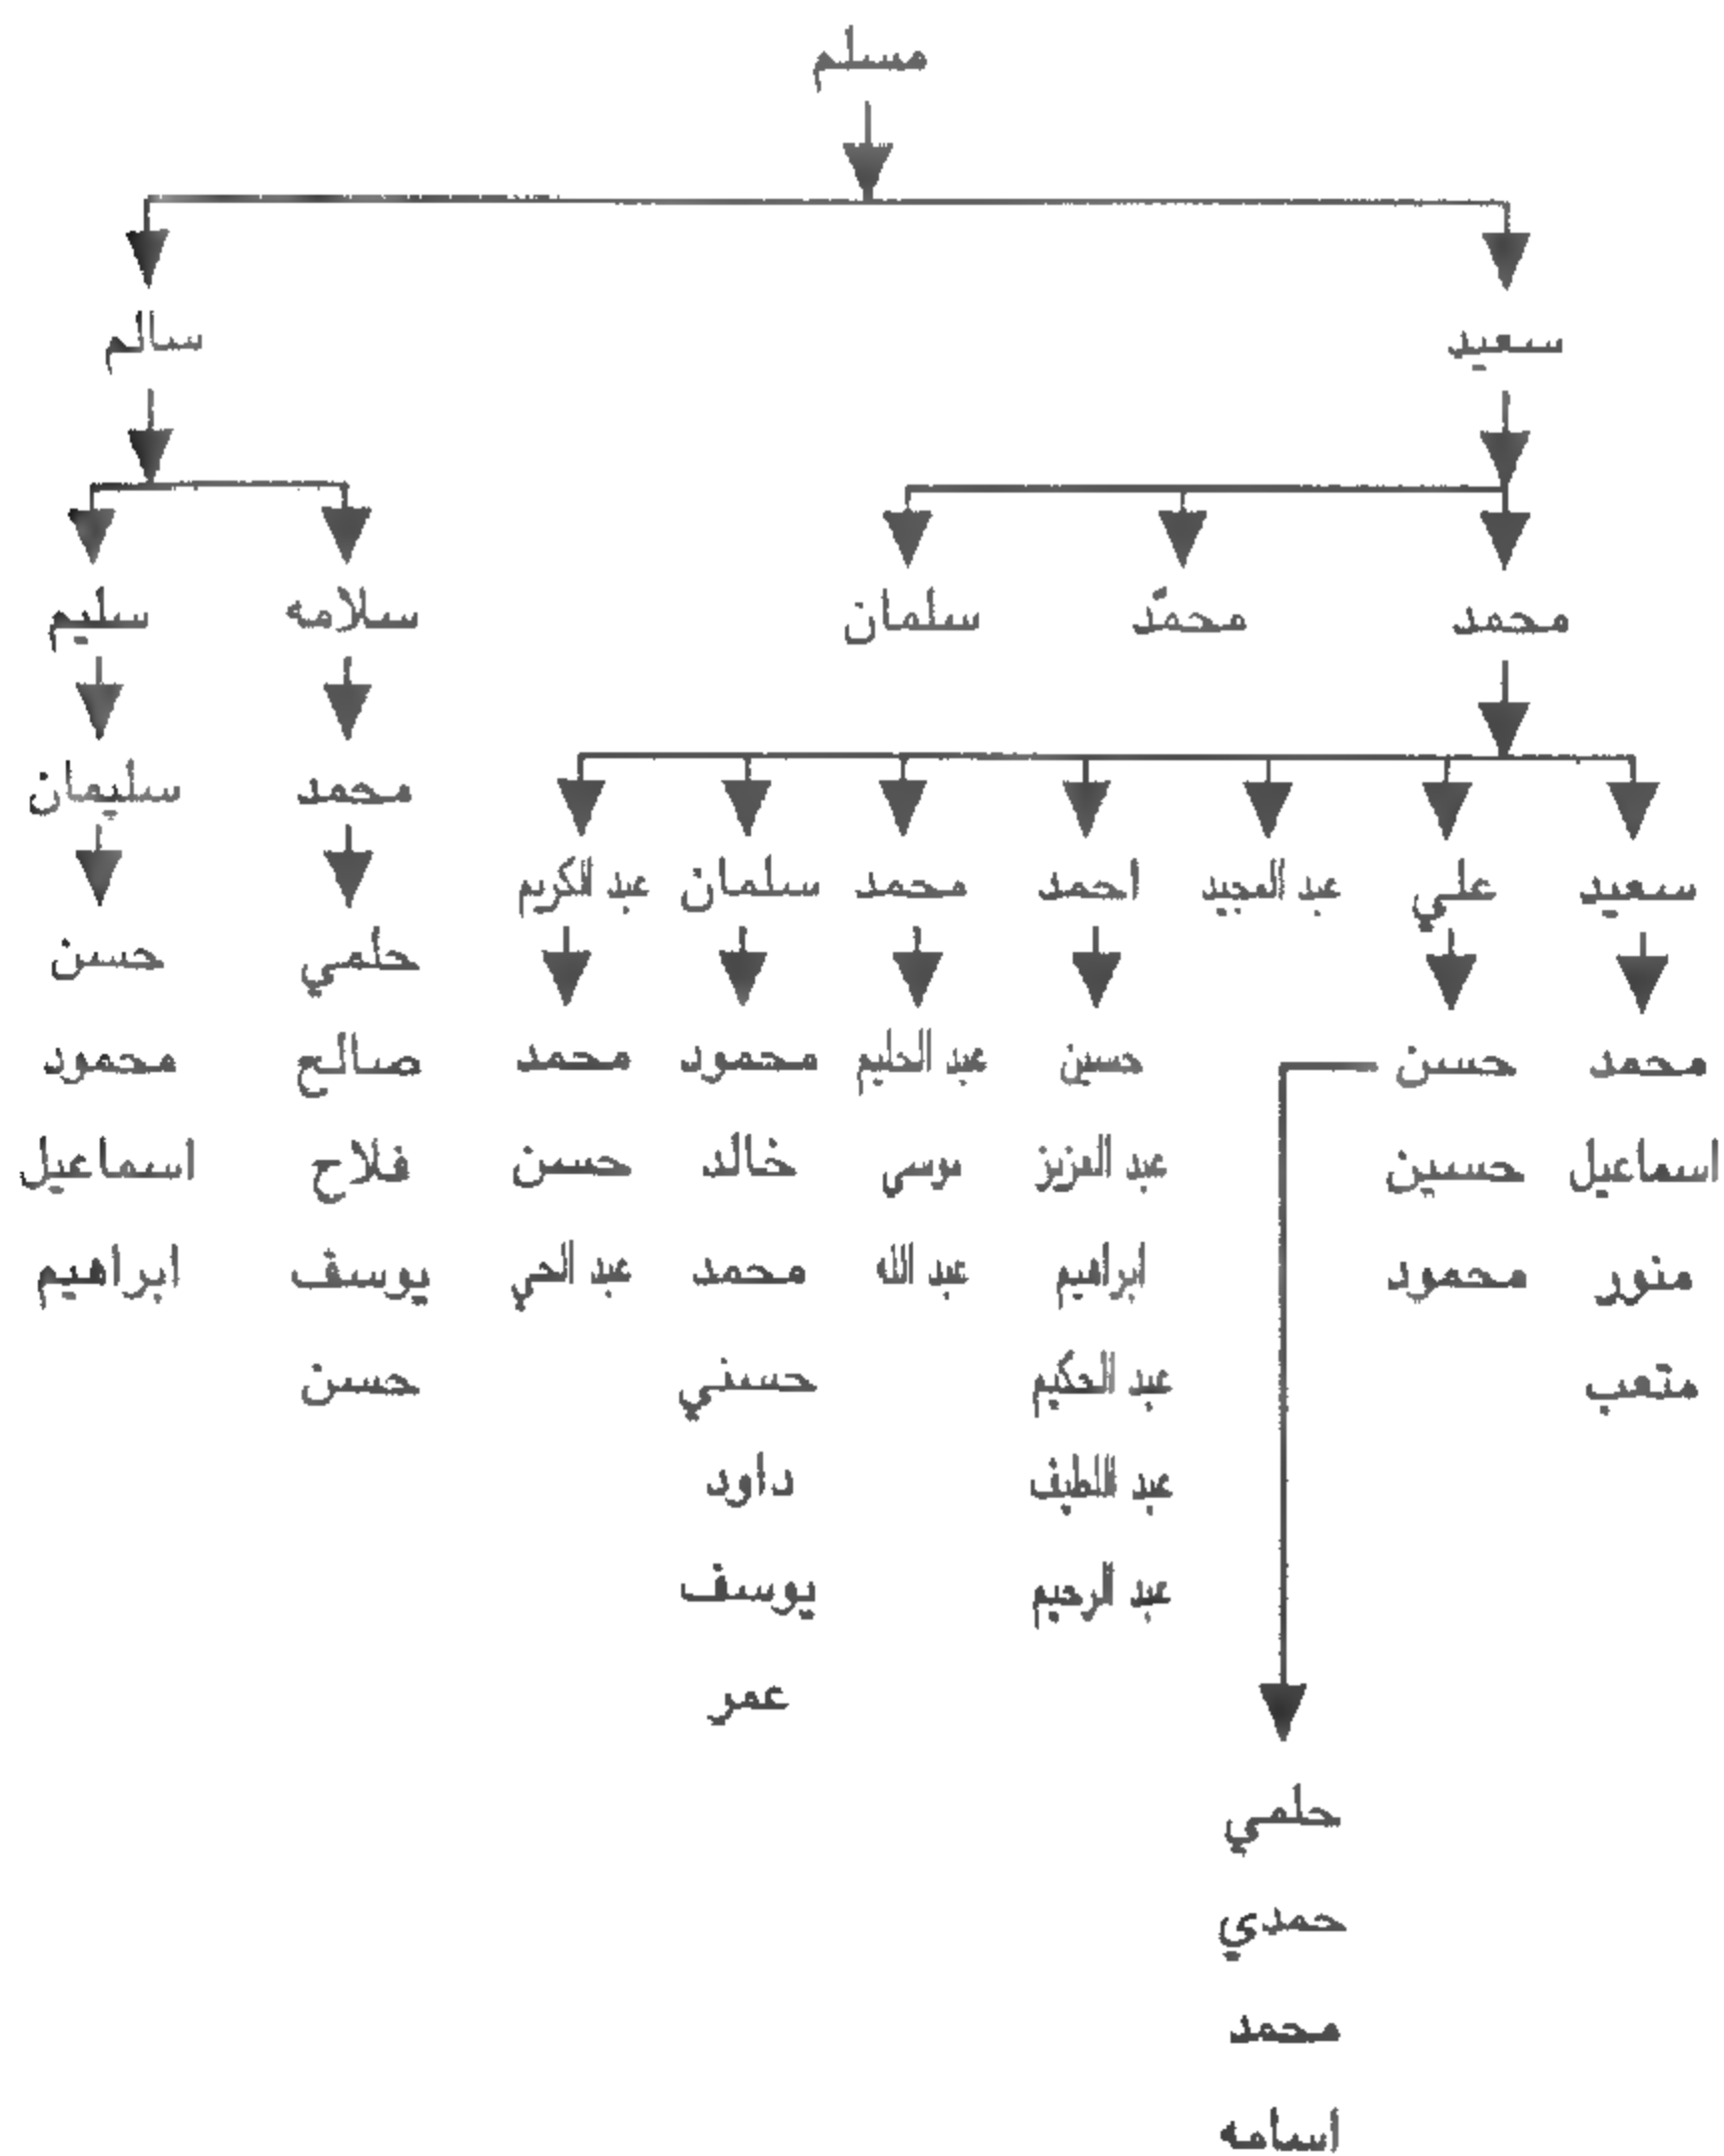 مسلم
سعيد سالم
محمد محمّد سلمان سلامه سليم
محمد سليمان
سعيد علي عبد المجيد احمد محمد سلمان عبد الكريم
حلمي حسن
محمد حسن حسين عبد الحليم محمود محمد صالح محمود
اسماعيل حسين عبد العزيز موسى خالد حسن فلاح اسماعيل
منور محمود ابراهيم عبد الله محمد عبد الحي يوسف ابراهيم
متعب عبد الحكيم حسني حسن
عبد اللطيف داود
عبد الرحيم يوسف
عمر
حلمي
حمدي
محمد
اسامه